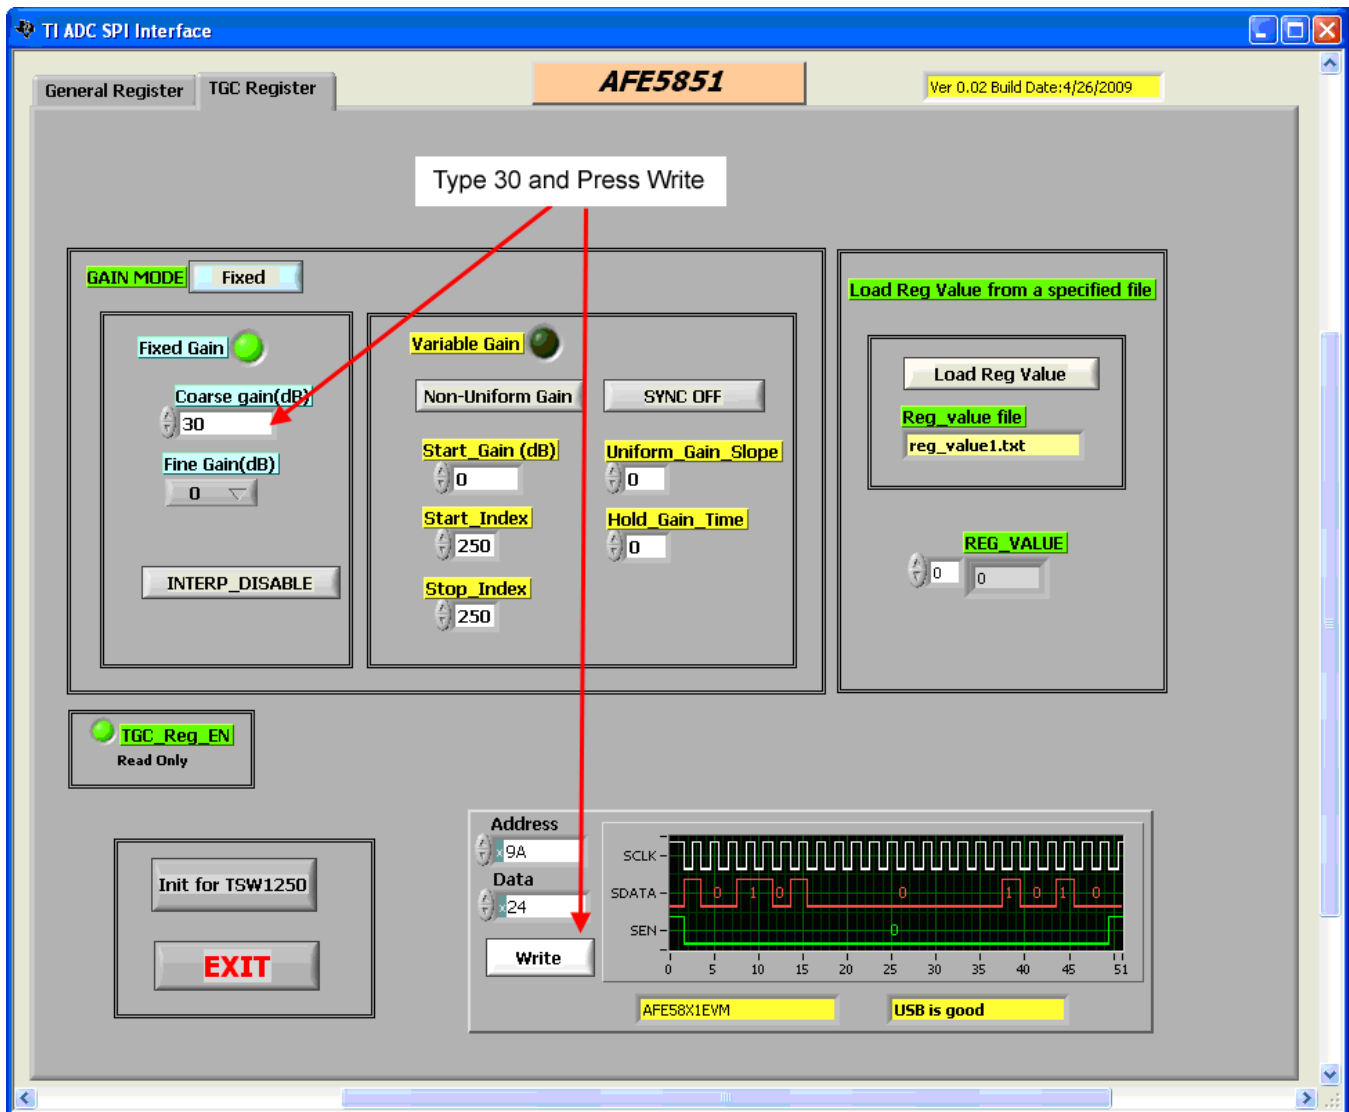 TI ADC SPI Interface
General Register
TGC Register
AFE5851
Ver 0.02 Build Date:4/26/2009
Type 30 and Press Write
GAIN MODE
Fixed
Fixed Gain
Coarse gain(dB)
30
Fine Gain(dB)
0
INTERP_DISABLE
Variable Gain
Non-Uniform Gain
SYNC OFF
Start_Gain (dB)
0
Uniform_Gain_Slope
0
Start_Index
250
Hold_Gain_Time
0
Stop_Index
250
Load Reg Value from a specified file
Load Reg Value
Reg_value file
reg_value1.txt
REG_VALUE
0
0
TGC_Reg_EN
Read Only
Init for TSW1250
EXIT
Address
x9A
Data
x24
Write
SCLK
SDATA
0 1 0 0 1 0 1 0
SEN
0
0 5 10 15 20 25 30 35 40 45 51
AFE58X1EVM
USB is good